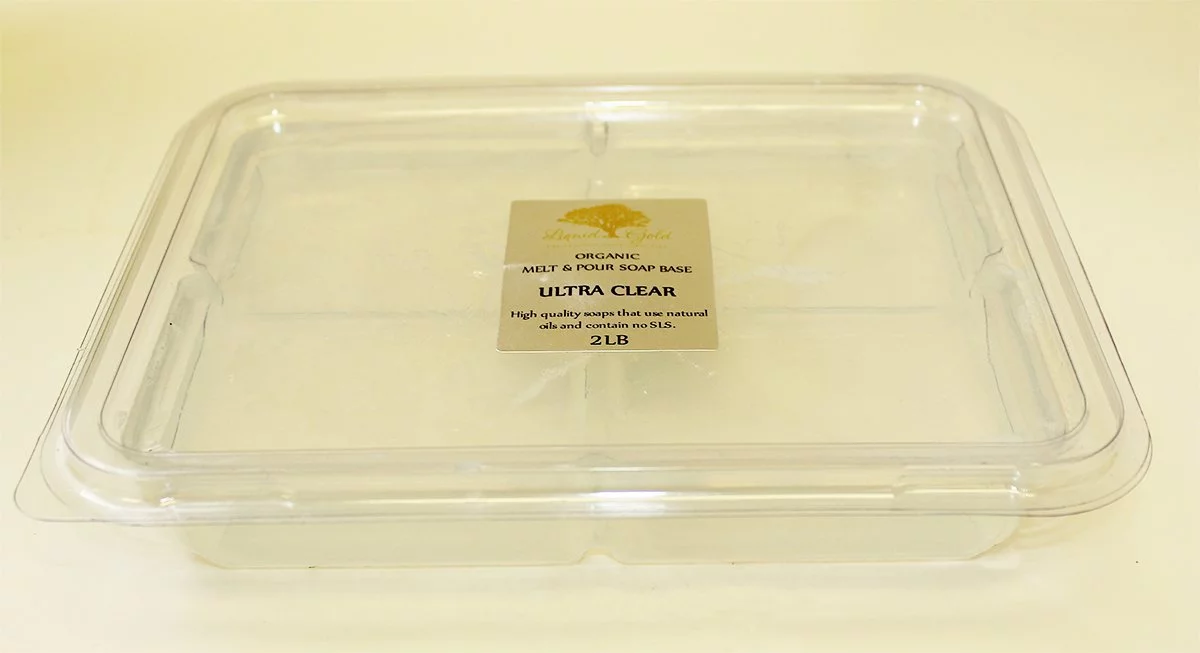 Liquid Gold
ORGANIC
MELT & POUR SOAP BASE
ULTRA CLEAR
High quality soaps that use natural
oils and contain no SLS.
2LB